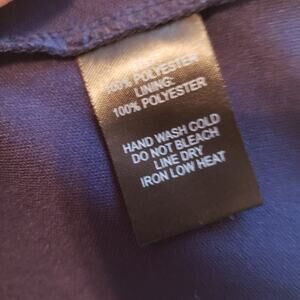 100% POLYESTER
LINING:
100% POLYESTER
HAND WASH COLD
DO NOT BLEACH
LINE DRY
IRON LOW HEAT